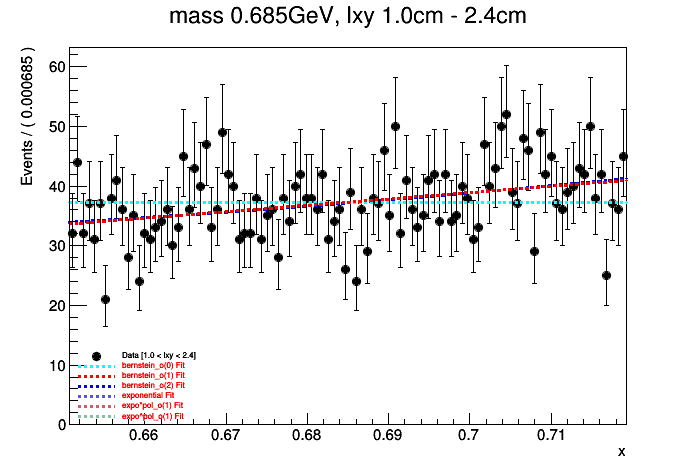 mass 0.685GeV, lxy 1.0cm - 2.4cm
Events / ( 0.000685 )
60
50
40
30
20
10
0
Data [1.0 < lxy < 2.4]
bernstein_o(0) Fit
bernstein_o(1) Fit
bernstein_o(2) Fit
exponential Fit
expo*pol_o(1) Fit
expo*pol_o(1) Fit
0.66
0.67
0.68
0.69
0.7
0.71
x